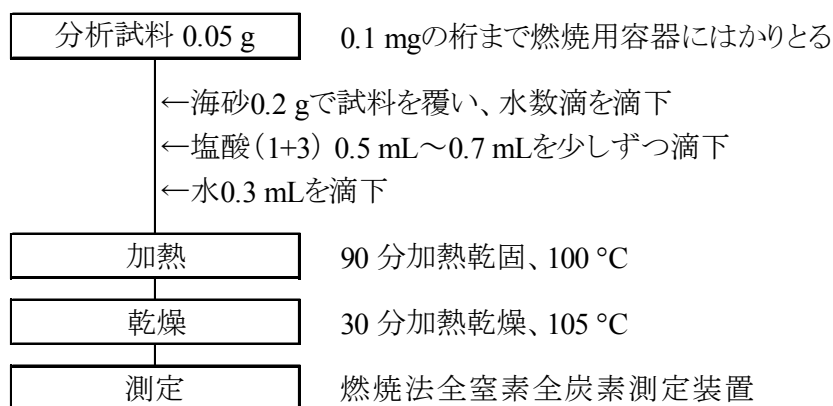 分析試料 0.05 g 0.1 mgの桁まで燃焼用容器にはかりとる
←海砂0.2 gで試料を覆い、水数滴を滴下
←塩酸（1+3） 0.5 mL～0.7 mLを少しずつ滴下
←水0.3 mLを滴下
加熱 90 分加熱乾固、100 °C
乾燥 30 分加熱乾燥、105 °C
測定 燃焼法全窒素全炭素測定装置